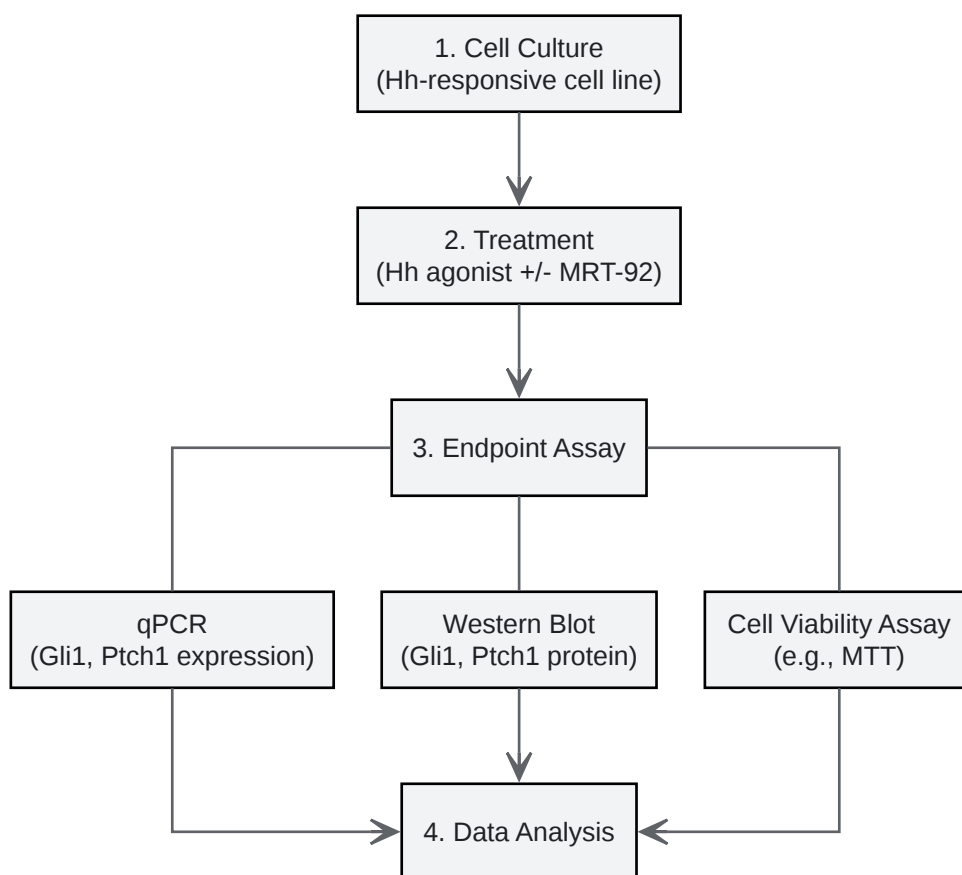 1. Cell Culture
(Hh-responsive cell line)
2. Treatment
(Hh agonist +/- MRT-92)
3. Endpoint Assay
qPCR
(Gli1, Ptch1 expression)
Western Blot
(Gli1, Ptch1 protein)
Cell Viability Assay
(e.g., MTT)
4. Data Analysis